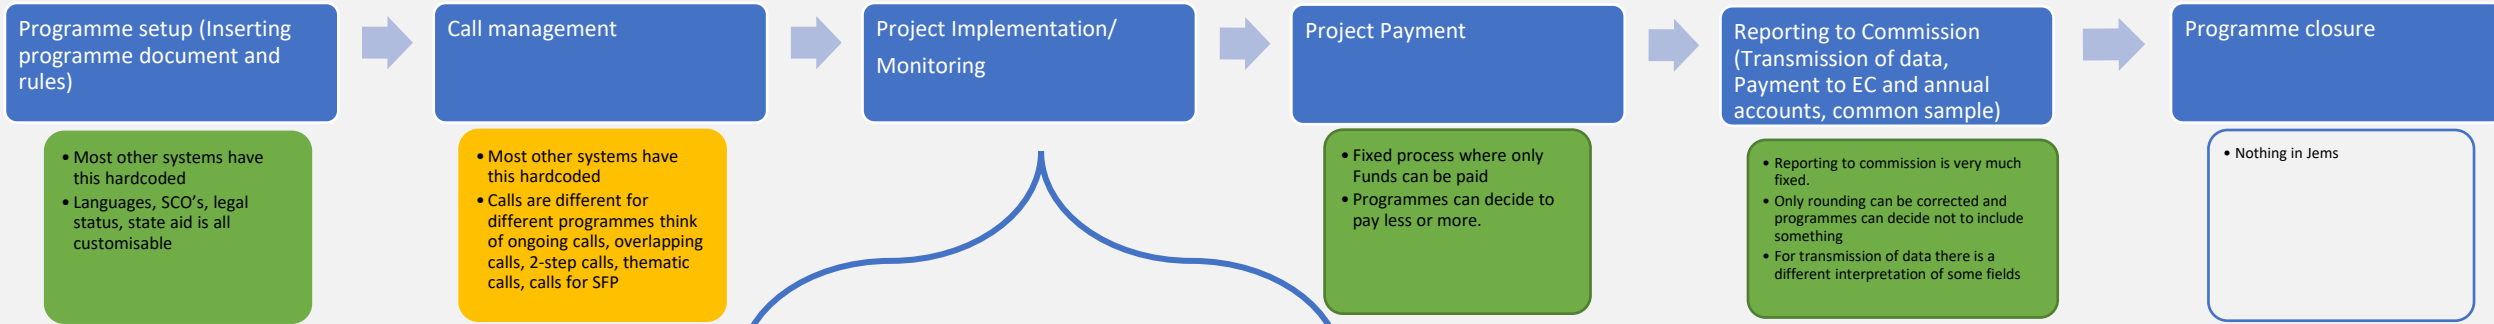 Programme setup (Inserting
programme document and
rules)
Call management
Project Implementation/
Monitoring
Project Payment
Reporting to Commission
(Transmission of data,
Payment to EC and annual
accounts, common sample)
Programme closure
• Most other systems have
this hardcoded
• Languages, SCO’s, legal
status, state aid is all
customisable
• Most other systems have
this hardcoded
• Calls are different for
different programmes think
of ongoing calls, overlapping
calls, 2-step calls, thematic
calls, calls for SFP
• Fixed process where only
Funds can be paid
• Programmes can decide to
pay less or more.
• Reporting to commission is very much
fixed.
• Only rounding can be corrected and
programmes can decide not to include
something
• For transmission of data there is a
different interpretation of some fields
• Nothing in Jems